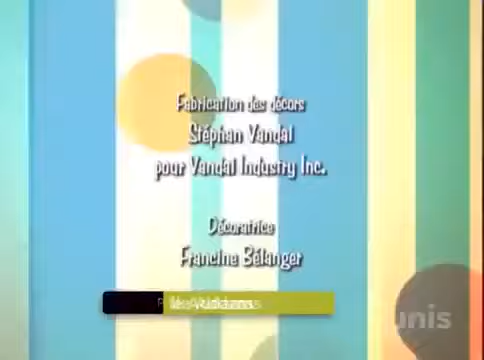 Fabrication des décors
Stéphan Vandal
pour Vandal Industry Inc.
Décoratrice
Francine Bélanger
unis